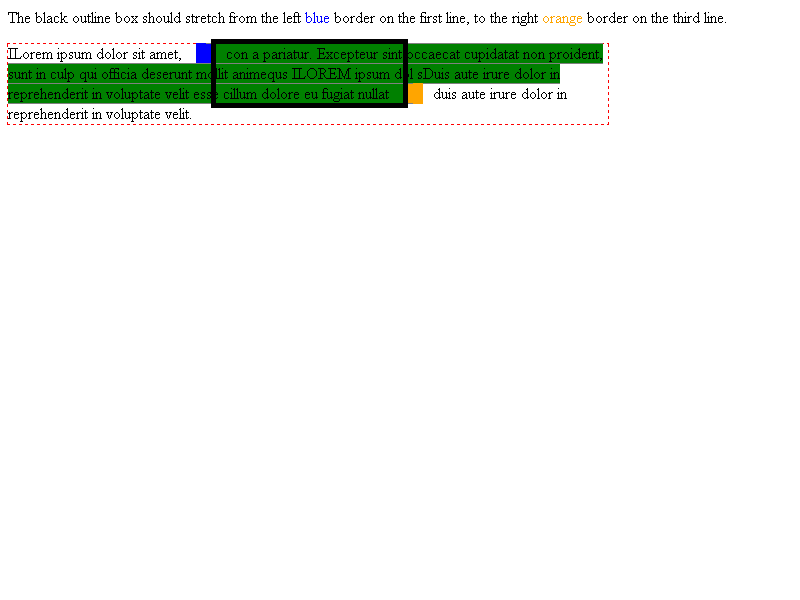 The black outline box should stretch from the left blue border on the first line, to the right orange border on the third line.
ILorem ipsum dolor sit amet, con a pariatur. Excepteur sint occaecat cupidatat non proident,
sunt in culp qui officia deserunt mollit animequs ILOREM ipsum dol s.Duis aute irure dolor in
reprehenderit in voluptate velit esse cillum dolore eu fugiat nullat duis aute irure dolor in
reprehenderit in voluptate velit.